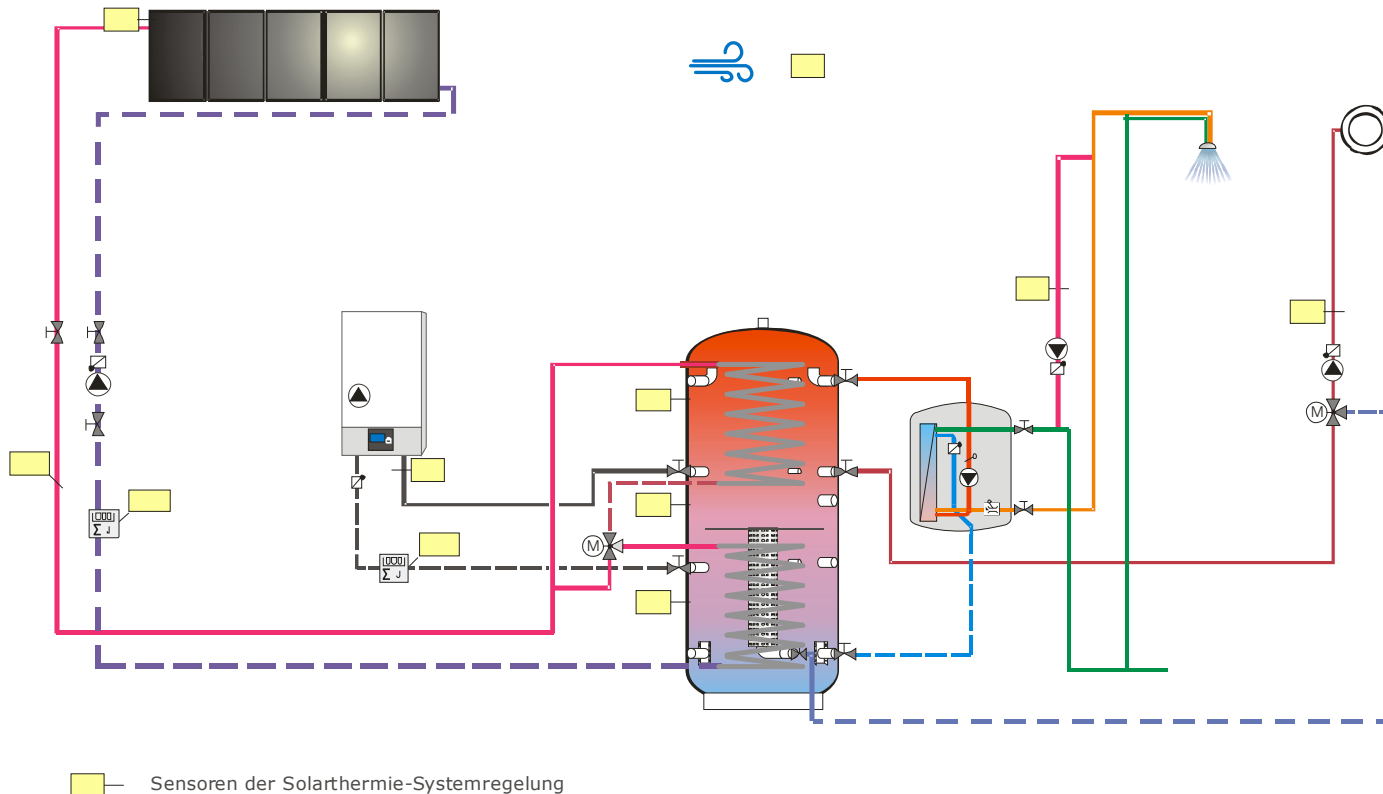 M
M
Σ J
Σ J
Sensoren der Solarthermie-Systemregelung